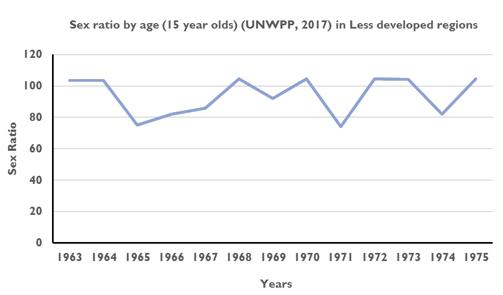 Sex ratio by age (15 year olds) (UNWPP, 2017) in Less developed regions
120
100
80
60
40
20
0
Sex Ratio
1963 1964 1965 1966 1967 1968 1969 1970 1971 1972 1973 1974 1975
Years